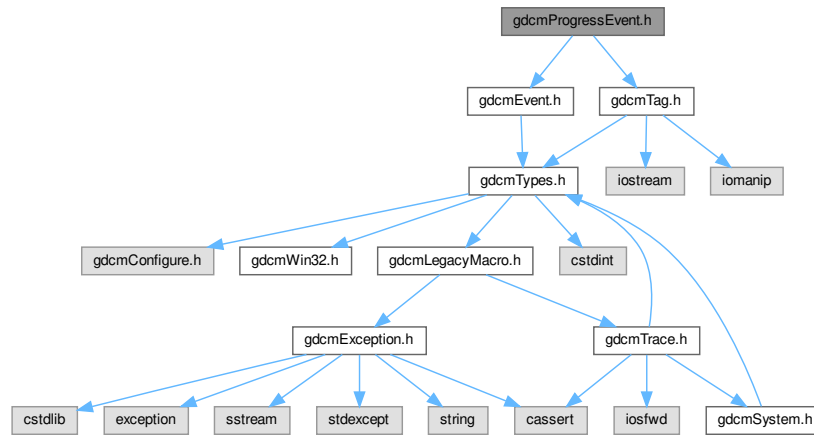 gdcmProgressEvent.h
gdcmEvent.h
gdcmTag.h
gdcmTypes.h
iostream
iomanip
gdcmConfigure.h
gdcmWin32.h
gdcmLegacyMacro.h
cstdint
gdcmException.h
gdcmTrace.h
cstdlib
exception
sstream
stdexcept
string
cassert
iosfwd
gdcmSystem.h